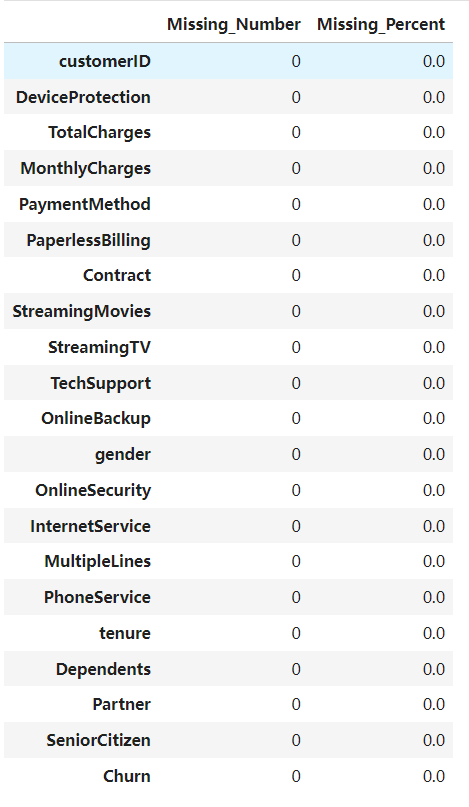 Missing_Number Missing_Percent
customerID 0 0.0
DeviceProtection 0 0.0
TotalCharges 0 0.0
MonthlyCharges 0 0.0
PaymentMethod 0 0.0
PaperlessBilling 0 0.0
Contract 0 0.0
StreamingMovies 0 0.0
StreamingTV 0 0.0
TechSupport 0 0.0
OnlineBackup 0 0.0
gender 0 0.0
OnlineSecurity 0 0.0
InternetService 0 0.0
MultipleLines 0 0.0
PhoneService 0 0.0
tenure 0 0.0
Dependents 0 0.0
Partner 0 0.0
SeniorCitizen 0 0.0
Churn 0 0.0